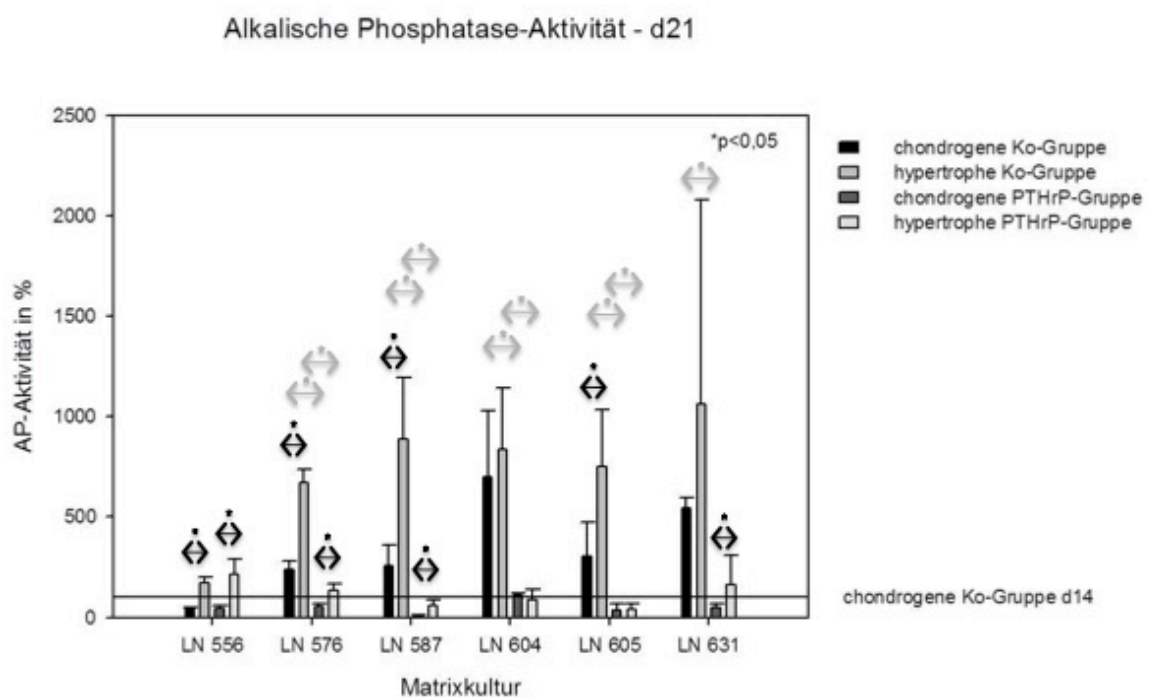 Alkalische Phosphatase-Aktivität - d21
2500
2000
1500
1000
500
0
AP-Aktivität in %
*p<0,05
chondrogene Ko-Gruppe
hypertrophe Ko-Gruppe
chondrogene PTHrP-Gruppe
hypertrophe PTHrP-Gruppe
chondrogene Ko-Gruppe d14
LN 556 LN 576 LN 587 LN 604 LN 605 LN 631
Matrixkultur